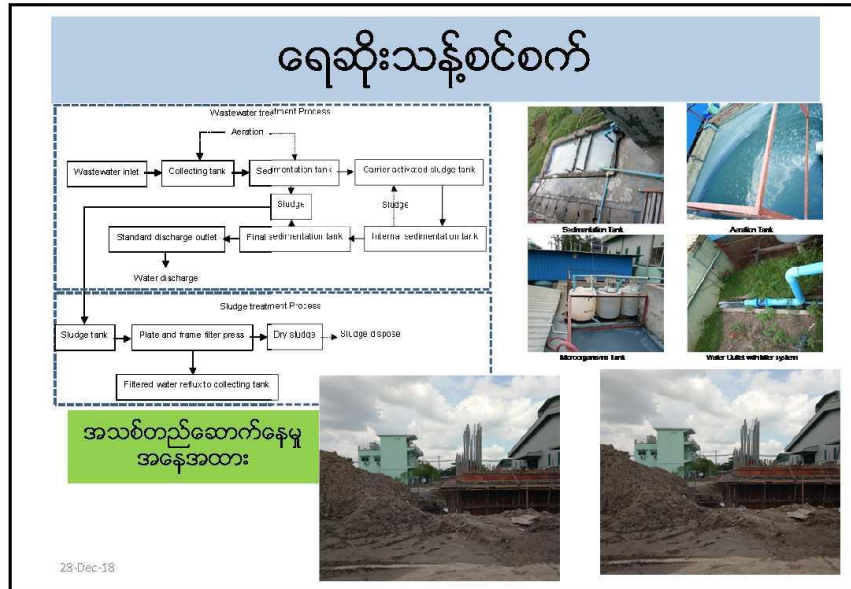 ရေဆိုးသန့်စင်စက်
Wastewater treatment Process
Aeration
Wastewater inlet
Collecting tank
Sedimentation tank
Carrier activated sludge tank
Sludge
Sludge
Standard discharge outlet
Final sedimentation tank
Internal sedimentation tank
Water discharge
Sludge treatment Process
Sludge tank
Plate and frame filter press
Dry sludge
Sludge dispose
Filtered water reflux to collecting tank
Sedimentation Tank
Aeration Tank
Microorganisms Tank
Water Outlet with filter system
အသစ်တည်ဆောက်နေမှု
အနေအထား
28-Dec-18